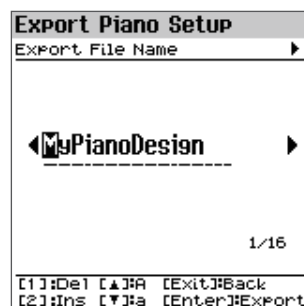 Export Piano Setup
Export File Name ▶
◀MyPianoDesign ▶
1/16
[1]:Del [▲]:A [Exit]:Back
[2]:Ins [▼]:a [Enter]:Export